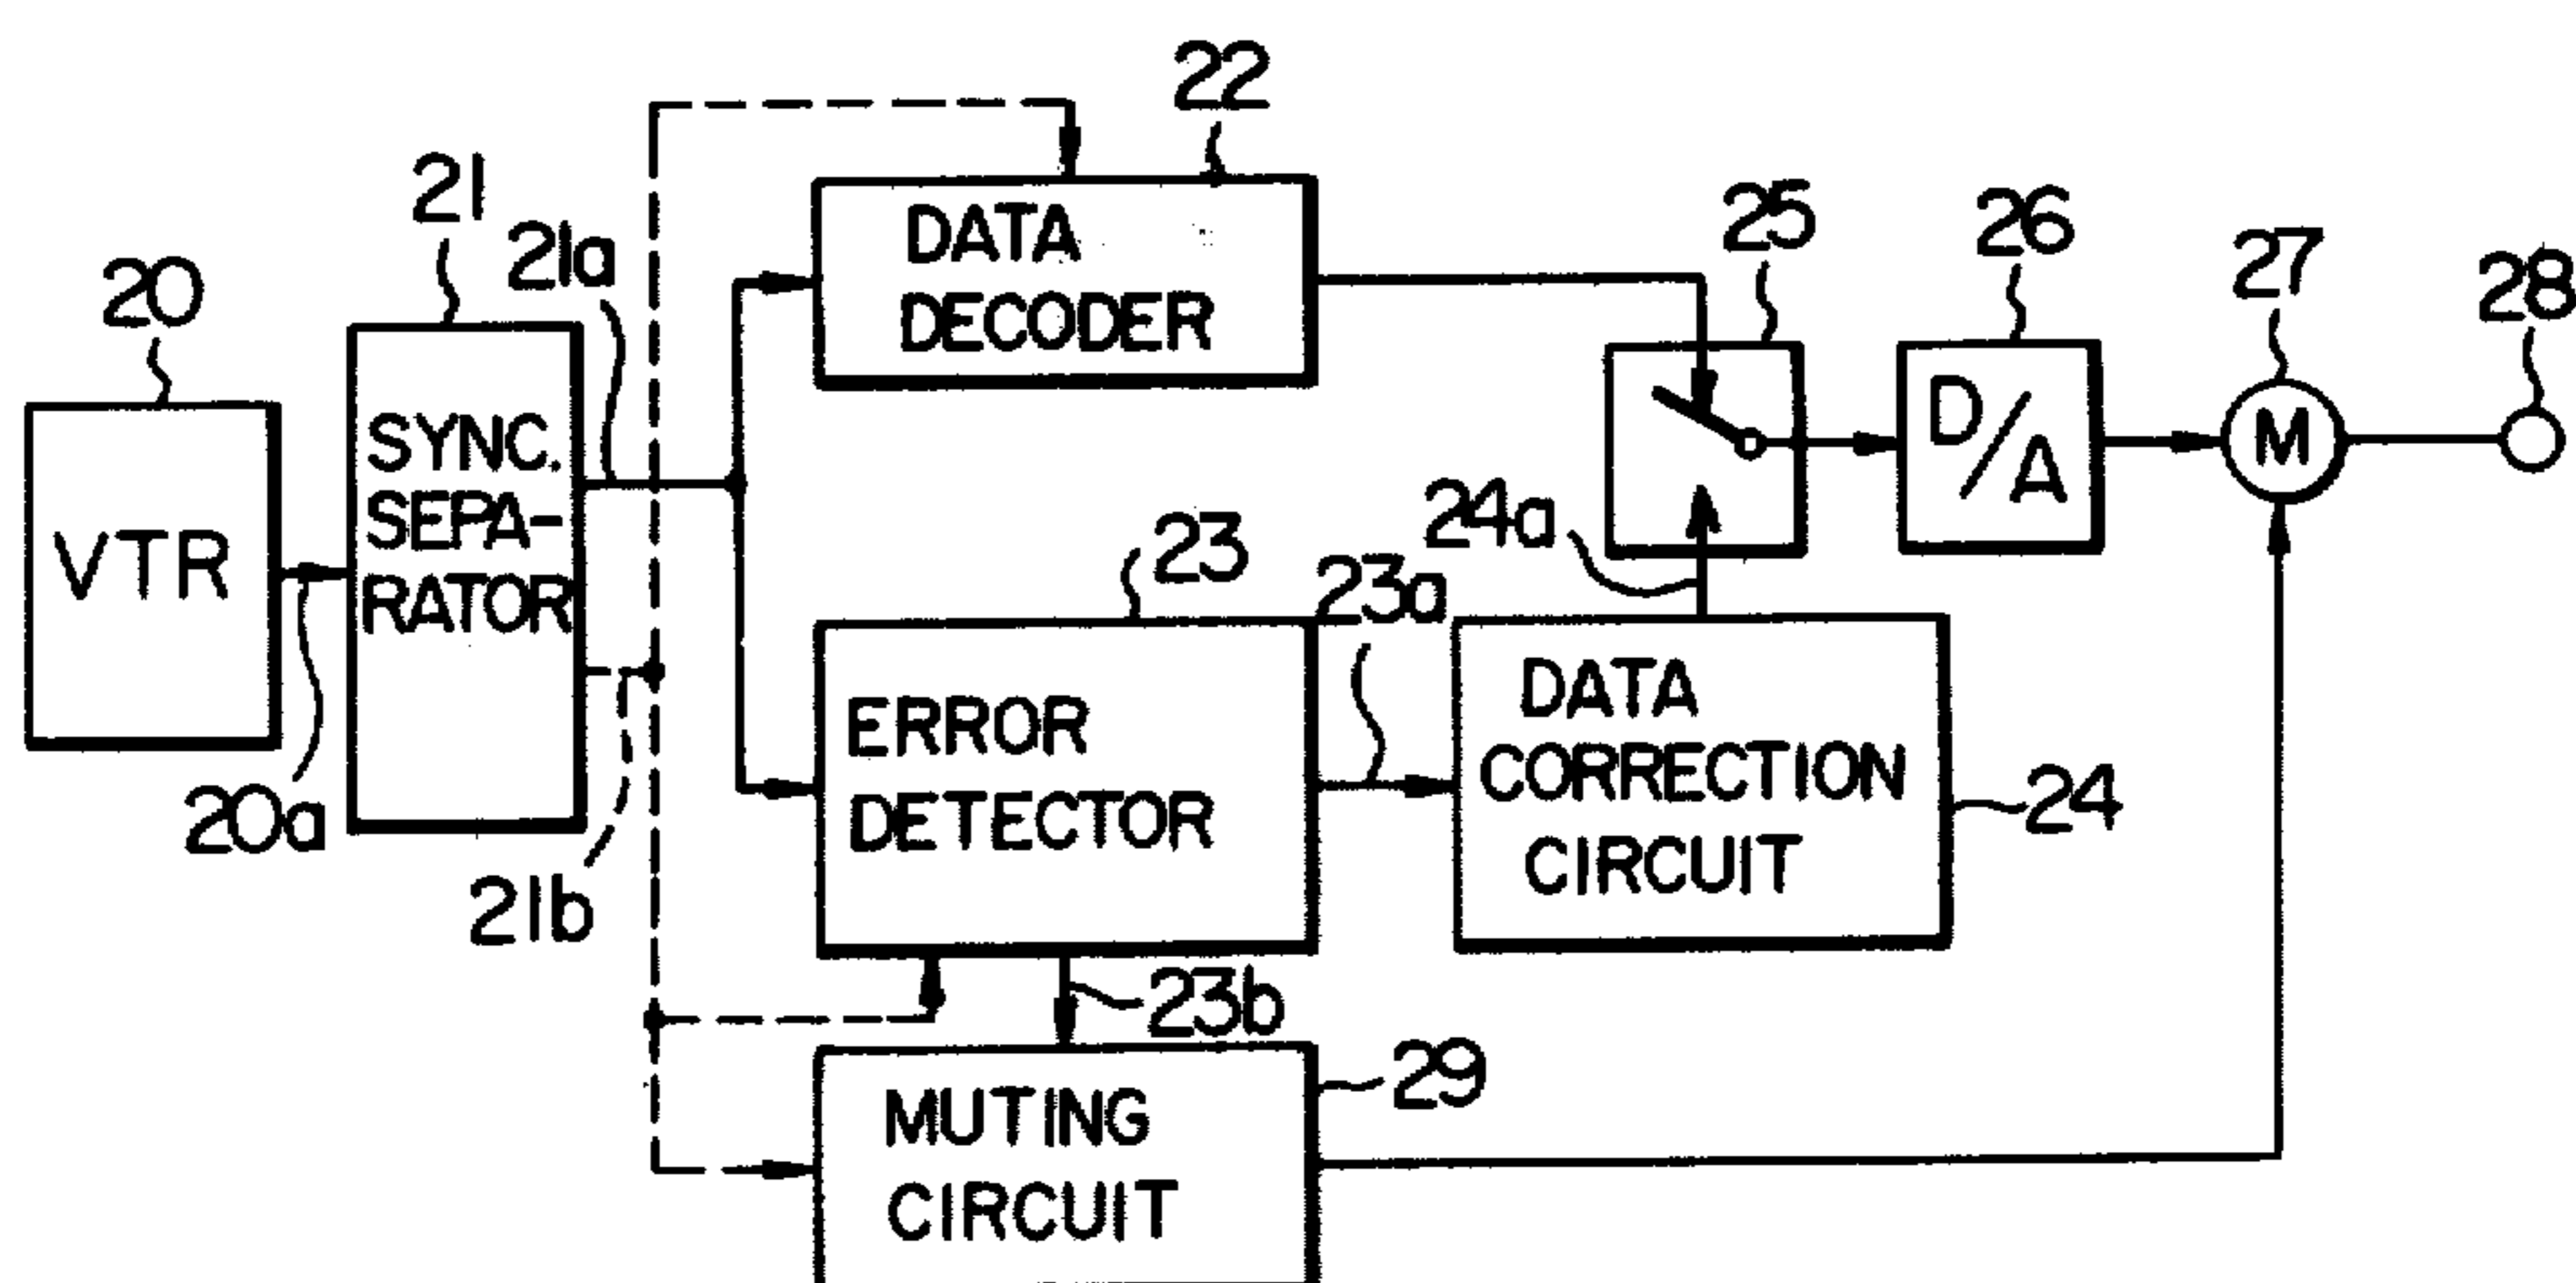 22
21
21a
DATA
DECODER
25
26
27
28
20
SYNC.
SEPA-
RATOR
VTR
D/A
M
24a
23
23a
20a
21b
ERROR
DETECTOR
DATA
CORRECTION
CIRCUIT
24
23b
29
MUTING
CIRCUIT